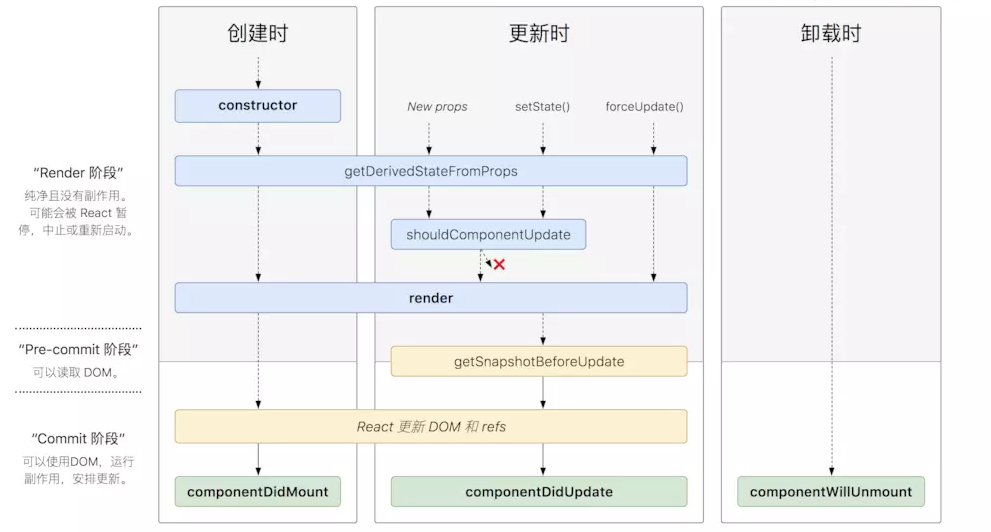 创建时
更新时
卸载时
constructor
New props
setState()
forceUpdate()
“Render 阶段”
纯净且没有副作用。
可能会被 React 暂
停，中止或重新启动。
getDerivedStateFromProps
shouldComponentUpdate
render
“Pre-commit 阶段”
可以读取 DOM。
getSnapshotBeforeUpdate
“Commit 阶段”
可以使用DOM，运行
副作用，安排更新。
React 更新 DOM 和 refs
componentDidMount
componentDidUpdate
componentWillUnmount